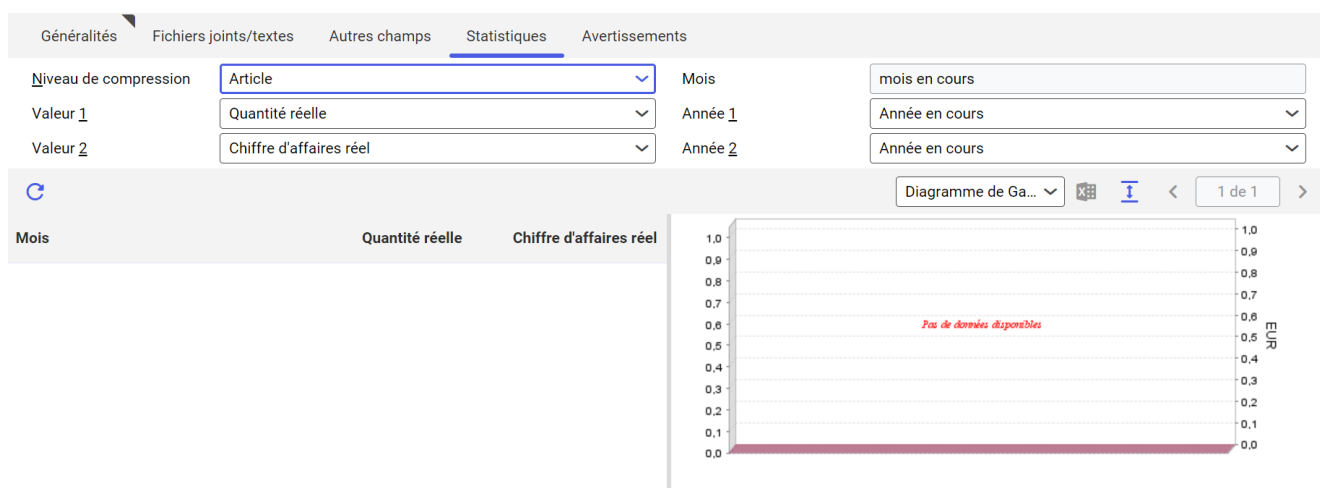 Généralités Fichiers joints/textes Autres champs Statistiques Avertissements
Niveau de compression Article Mois mois en cours
Valeur 1 Quantité réelle Année 1 Année en cours
Valeur 2 Chiffre d'affaires réel Année 2 Année en cours
Diagramme de Ga... 1 de 1
Mois Quantité réelle Chiffre d'affaires réel
1,0 1,0
0,9 0,9
0,8 0,8
0,7 0,7
0,6 Pas de données disponibles 0,6
0,5 0,5 EUR
0,4 0,4
0,3 0,3
0,2 0,2
0,1 0,1
0,0 0,0